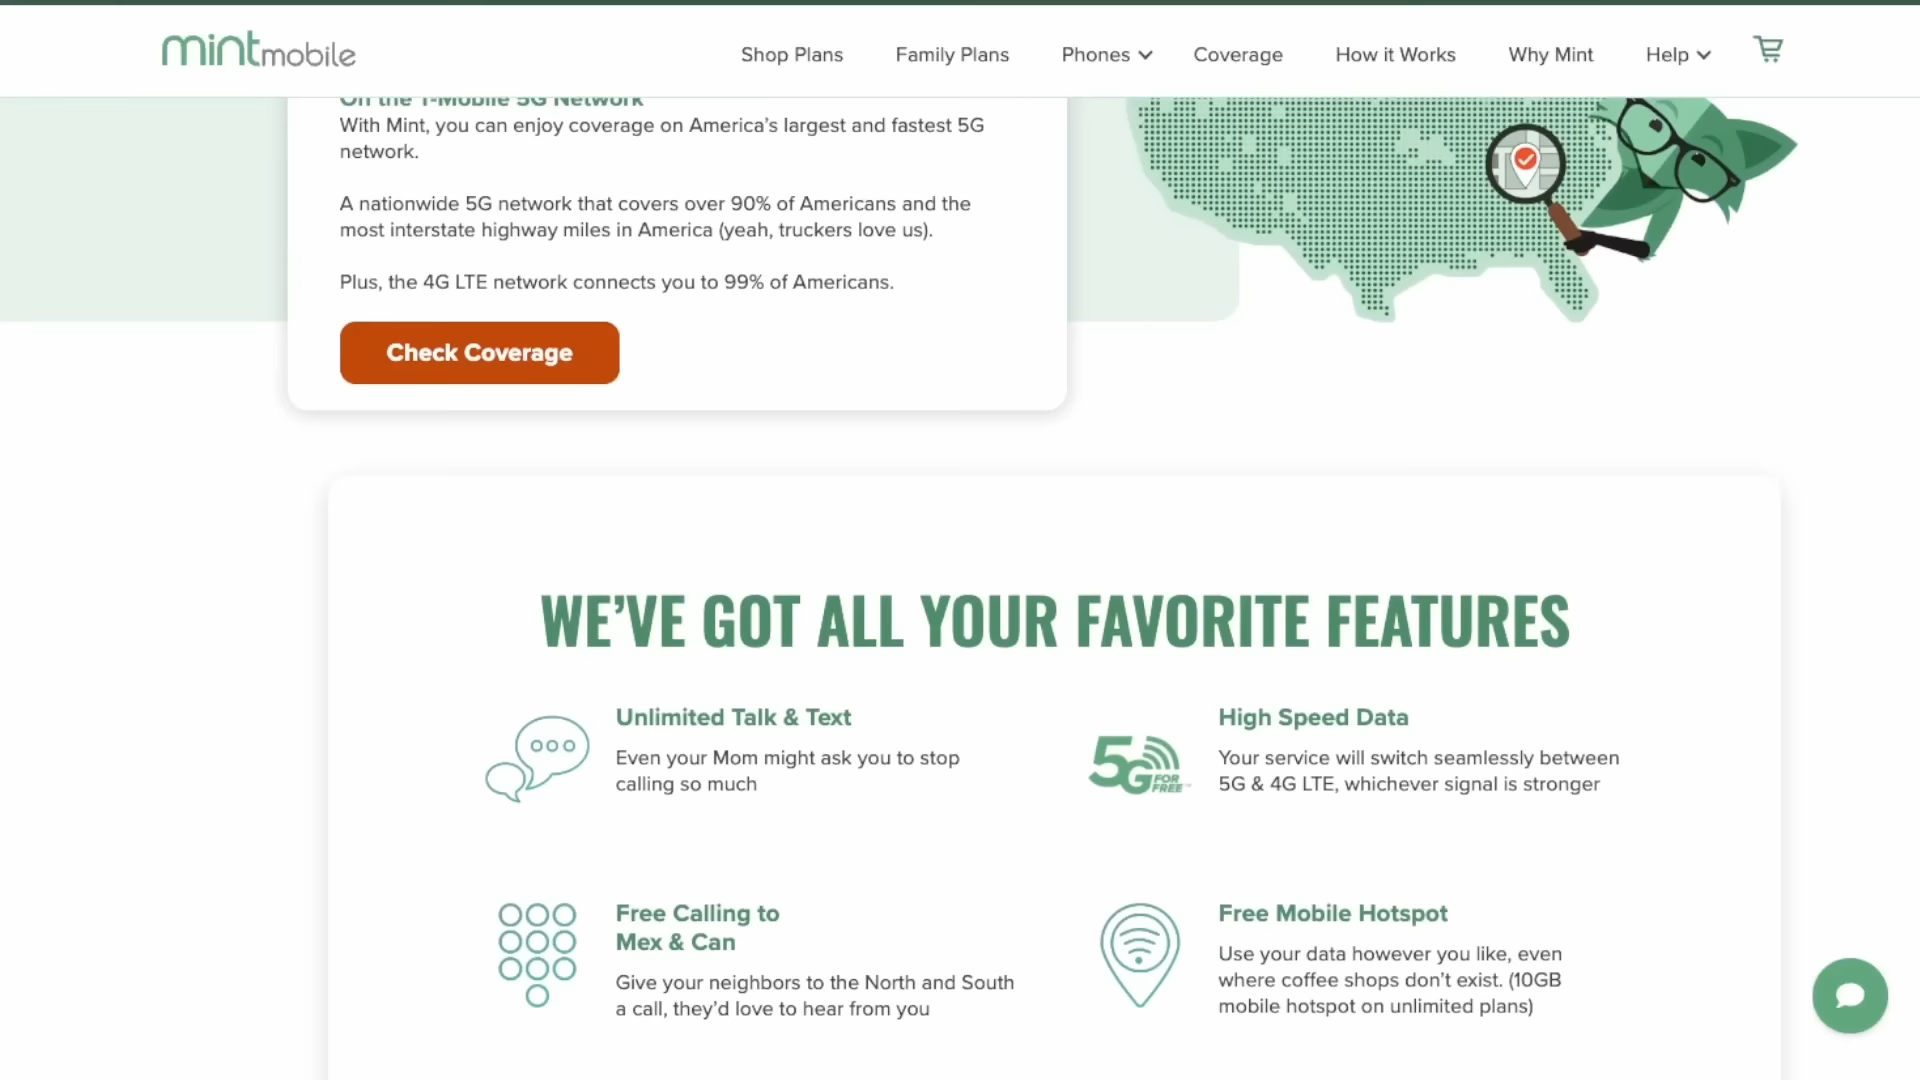 mintmobile
Shop Plans
Family Plans
Phones
Coverage
How it Works
Why Mint
Help
On the T-Mobile 5G Network
With Mint, you can enjoy coverage on America’s largest and fastest 5G
network.
A nationwide 5G network that covers over 90% of Americans and the
most interstate highway miles in America (yeah, truckers love us).
Plus, the 4G LTE network connects you to 99% of Americans.
Check Coverage
WE’VE GOT ALL YOUR FAVORITE FEATURES
Unlimited Talk & Text
Even your Mom might ask you to stop
calling so much
5G FOR
FREE™
High Speed Data
Your service will switch seamlessly between
5G & 4G LTE, whichever signal is stronger
Free Calling to
Mex & Can
Give your neighbors to the North and South
a call, they’d love to hear from you
Free Mobile Hotspot
Use your data however you like, even
where coffee shops don’t exist. (10GB
mobile hotspot on unlimited plans)